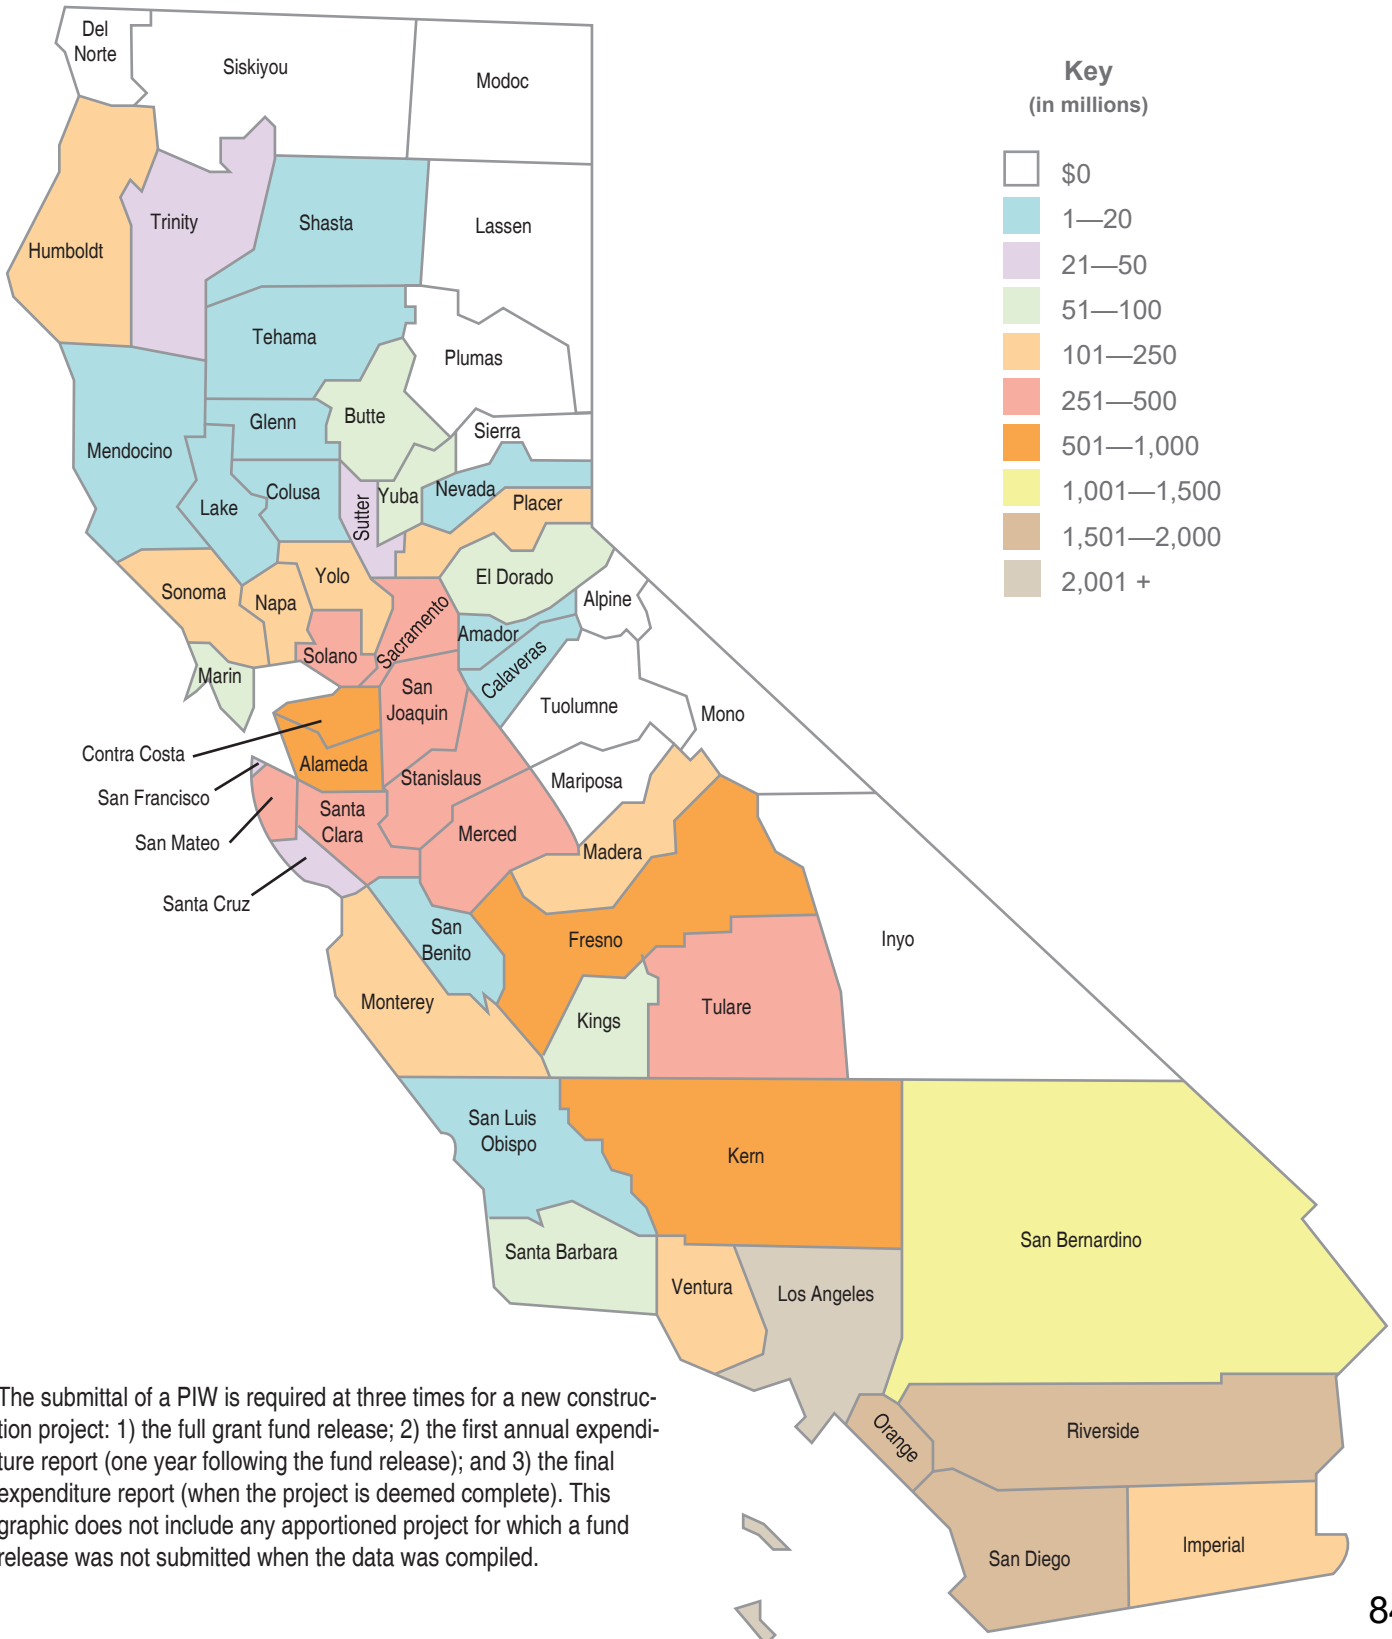 Del
Norte
Siskiyou
Modoc
Key
(in millions)
$0
1—20
21—50
51—100
101—250
251—500
501—1,000
1,001—1,500
1,501—2,000
2,001 +
Trinity
Shasta
Lassen
Humboldt
Tehama
Plumas
Butte
Glenn
Sierra
Mendocino
Colusa
Nevada
Yuba
Placer
Lake
Sutter
Yolo
El Dorado
Sonoma
Napa
Alpine
Sacramento
Amador
Solano
Calaveras
Marin
San
Joaquin
Tuolumne
Mono
Contra Costa
Alameda
Stanislaus
Mariposa
San Francisco
Santa
Clara
Merced
San Mateo
Madera
Santa Cruz
San
Benito
Fresno
Inyo
Monterey
Kings
Tulare
San Luis
Obispo
Kern
San Bernardino
Santa Barbara
Ventura
Los Angeles
Orange
Riverside
San Diego
Imperial
The submittal of a PIW is required at three times for a new construc-
tion project: 1) the full grant fund release; 2) the first annual expendi-
ture report (one year following the fund release); and 3) the final
expenditure report (when the project is deemed complete). This
graphic does not include any apportioned project for which a fund
release was not submitted when the data was compiled.
84